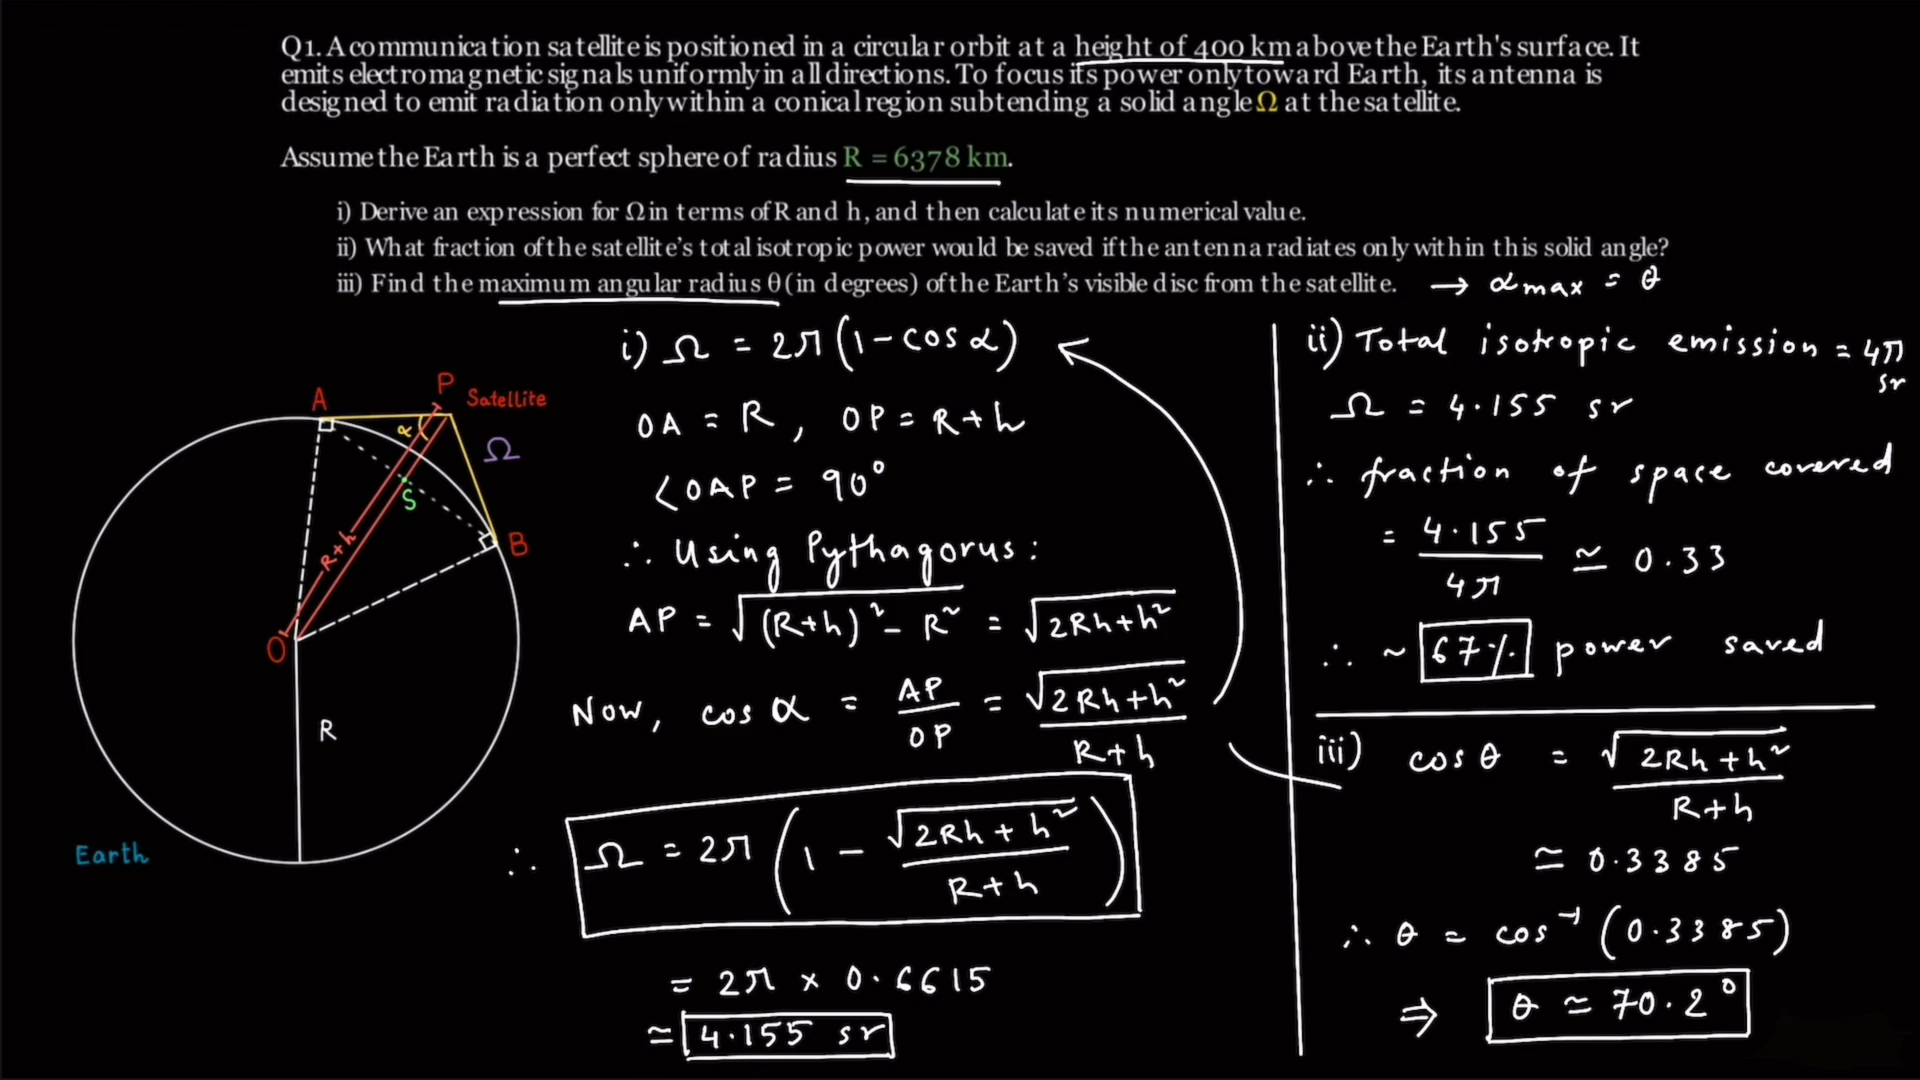 Q1. A communication satellite is positioned in a circular orbit at a height of 400 km above the Earth's surface. It
emits electromagnetic signals uniformly in all directions. To focus its power only toward Earth, its antenna is
designed to emit radiation only within a conical region subtending a solid angle Ω at the satellite.
Assume the Earth is a perfect sphere of radius R = 6378 km.
i) Derive an expression for Ω in terms of R and h, and then calculate its numerical value.
ii) What fraction of the satellite's total isotropic power would be saved if the antenna radiates only within this solid angle?
iii) Find the maximum angular radius θ (in degrees) of the Earth's visible disc from the satellite. → α max = θ
A
P
Satellite
α
Ω
S
B
R+h
O
R
Earth
i) Ω = 2π (1 - cos α)
OA = R, OP = R+h
<OAP = 90°
∴ Using Pythagorus:
AP = √(R+h)² - R² = √2Rh+h²
Now, cos α = AP/OP = √2Rh+h²/R+h
∴ Ω = 2π (1 - √2Rh+h²/R+h)
= 2π × 0.6615
≃ 4.155 sr
ii) Total isotropic emission = 4π sr
Ω = 4.155 sr
∴ fraction of space covered
= 4.155/4π ≃ 0.33
∴ ~ 67% power saved
iii) cos θ = √2Rh+h²/R+h
≃ 0.3385
∴ θ = cos⁻¹ (0.3385)
⇒ θ ≃ 70.2°